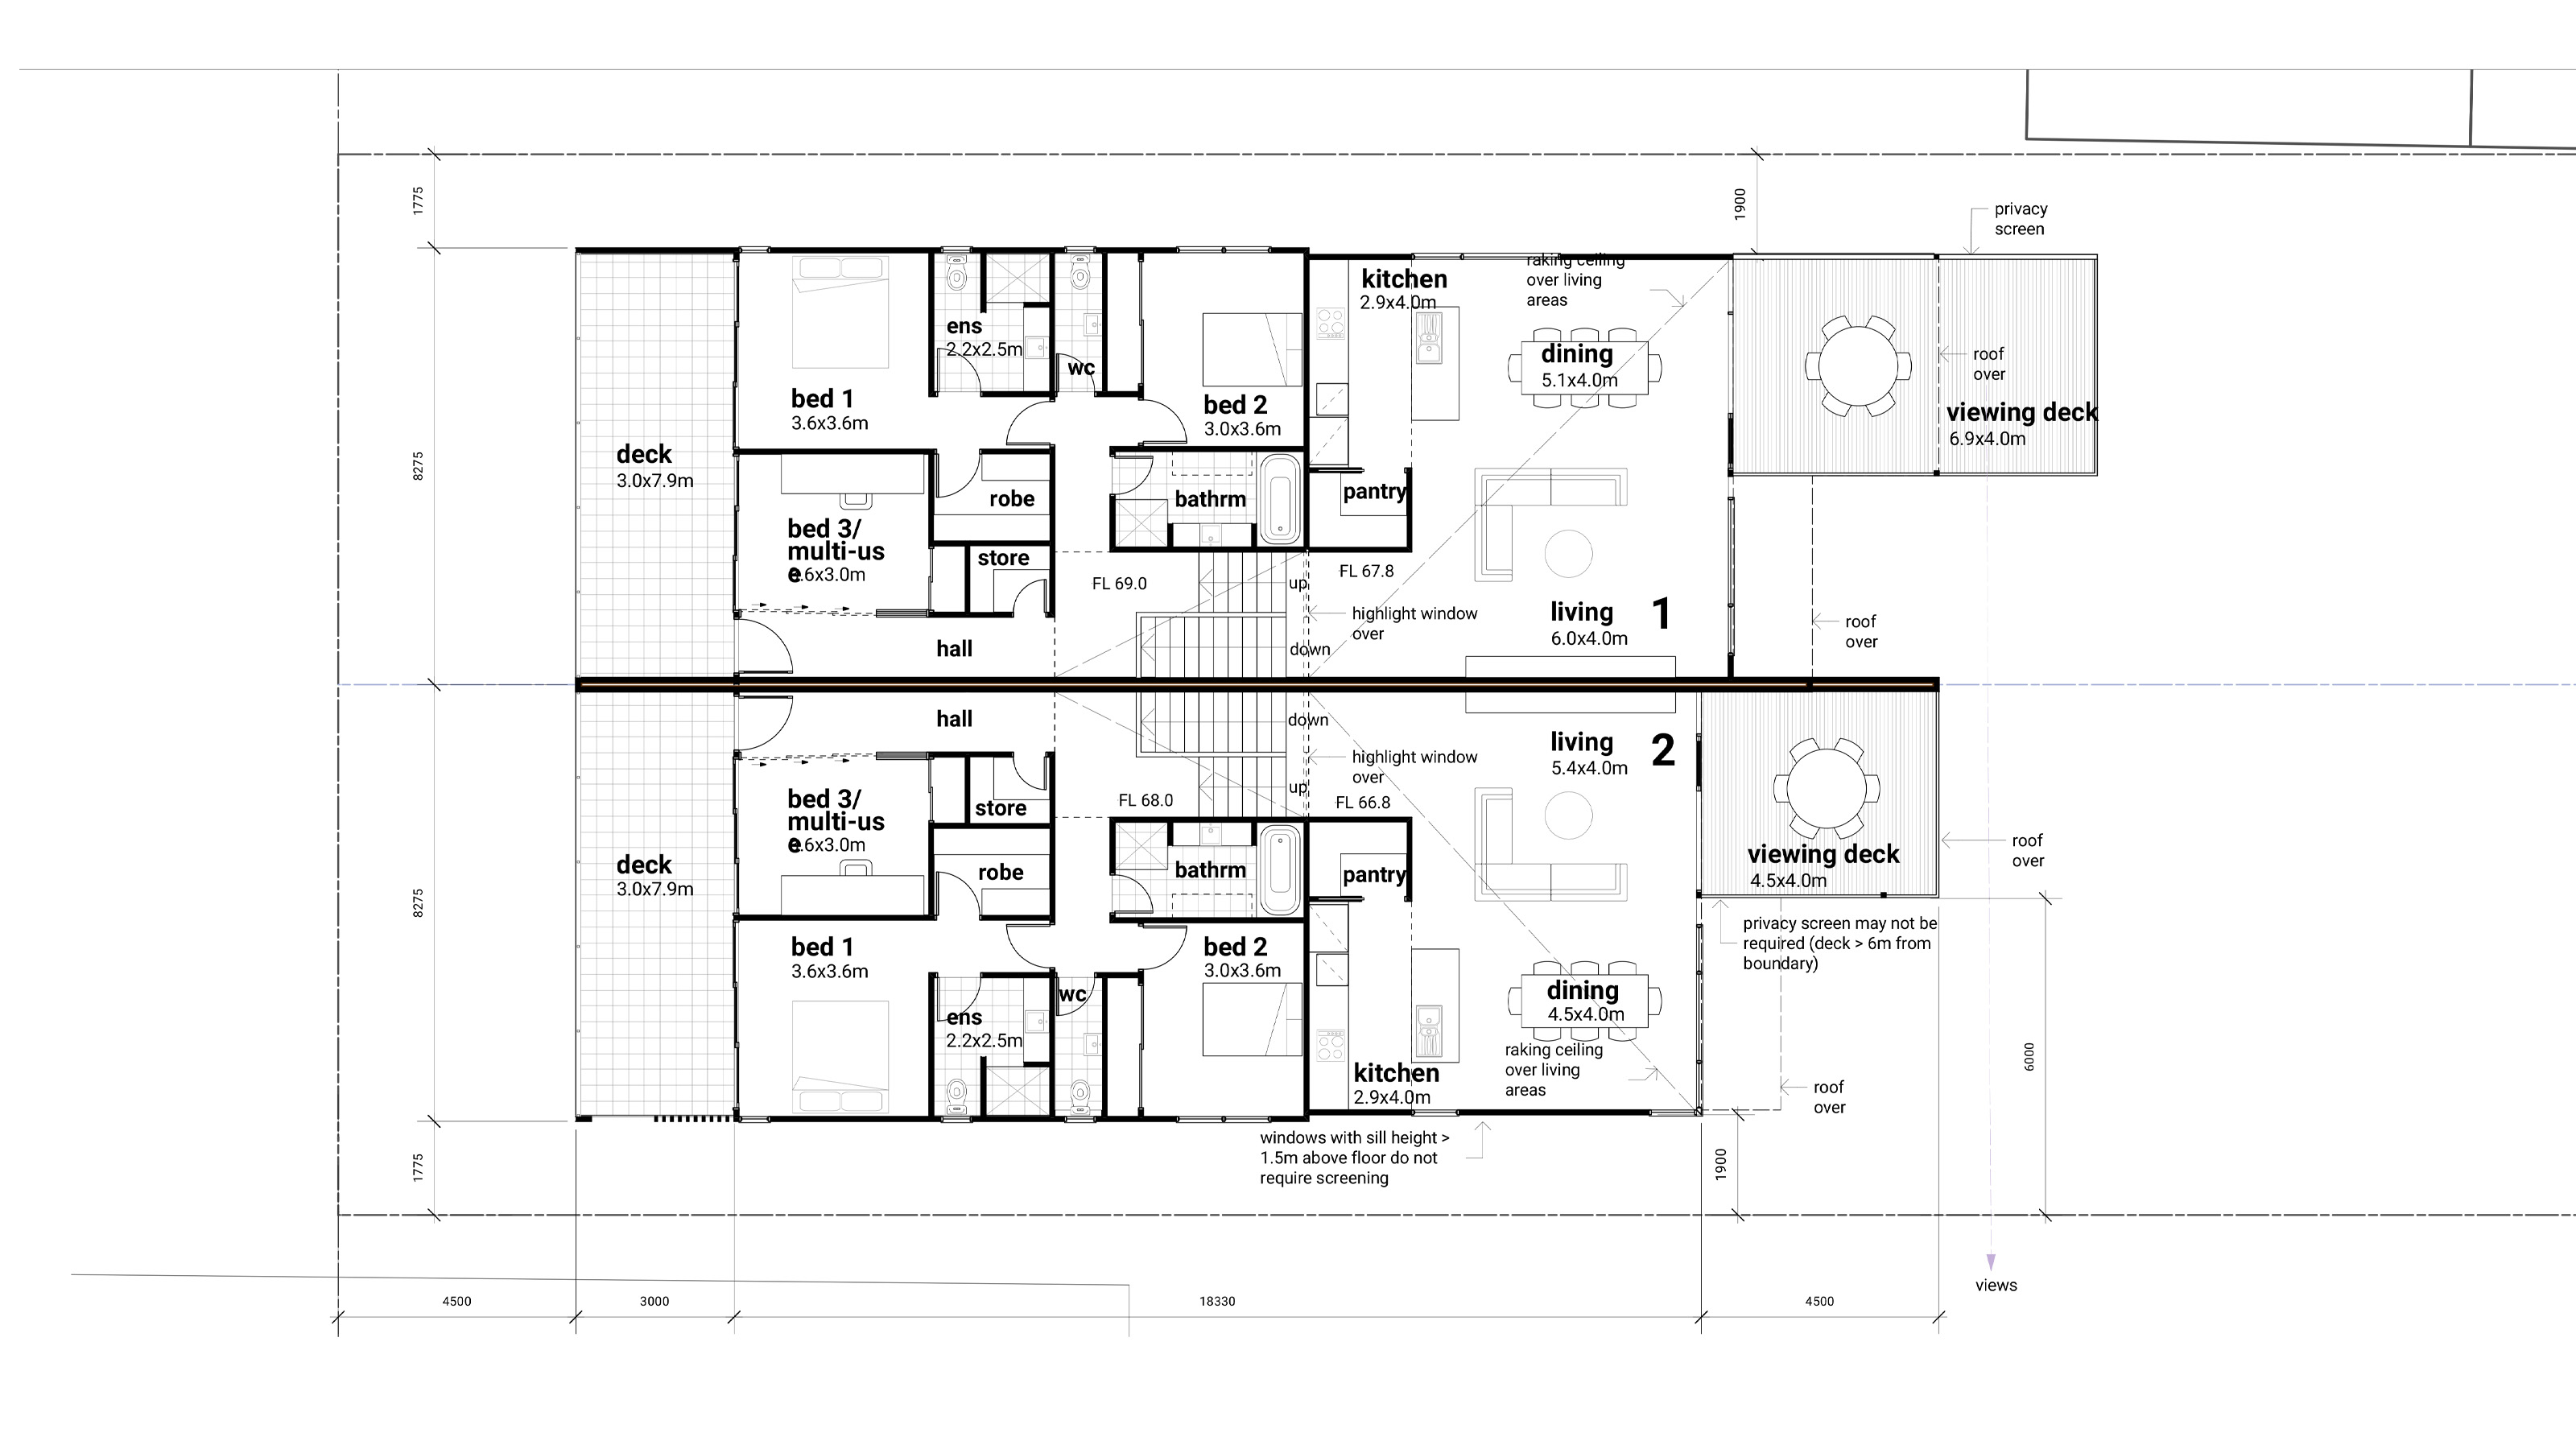 1775
1900
privacy
screen
raking ceiling
over living
areas
kitchen
2.9x4.0m
ens
2.2x2.5m
wc
dining
5.1x4.0m
roof
over
bed 1
3.6x3.6m
bed 2
3.0x3.6m
viewing deck
6.9x4.0m
deck
3.0x7.9m
8275
robe
bathrm
pantry
bed 3/
multi-us
e
.6x3.0m
store
FL 69.0
up
FL 67.8
highlight window
over
living
6.0x4.0m
1
roof
over
hall
down
hall
down
living
5.4x4.0m
2
highlight window
over
up
FL 68.0
FL 66.8
bed 3/
multi-us
e
.6x3.0m
store
deck
3.0x7.9m
8275
robe
bathrm
pantry
viewing deck
4.5x4.0m
roof
over
privacy screen may not be
required (deck > 6m from
boundary)
bed 1
3.6x3.6m
bed 2
3.0x3.6m
wc
ens
2.2x2.5m
dining
4.5x4.0m
raking ceiling
over living
areas
kitchen
2.9x4.0m
roof
over
6000
windows with sill height >
1.5m above floor do not
require screening
1775
1900
views
4500
3000
18330
4500